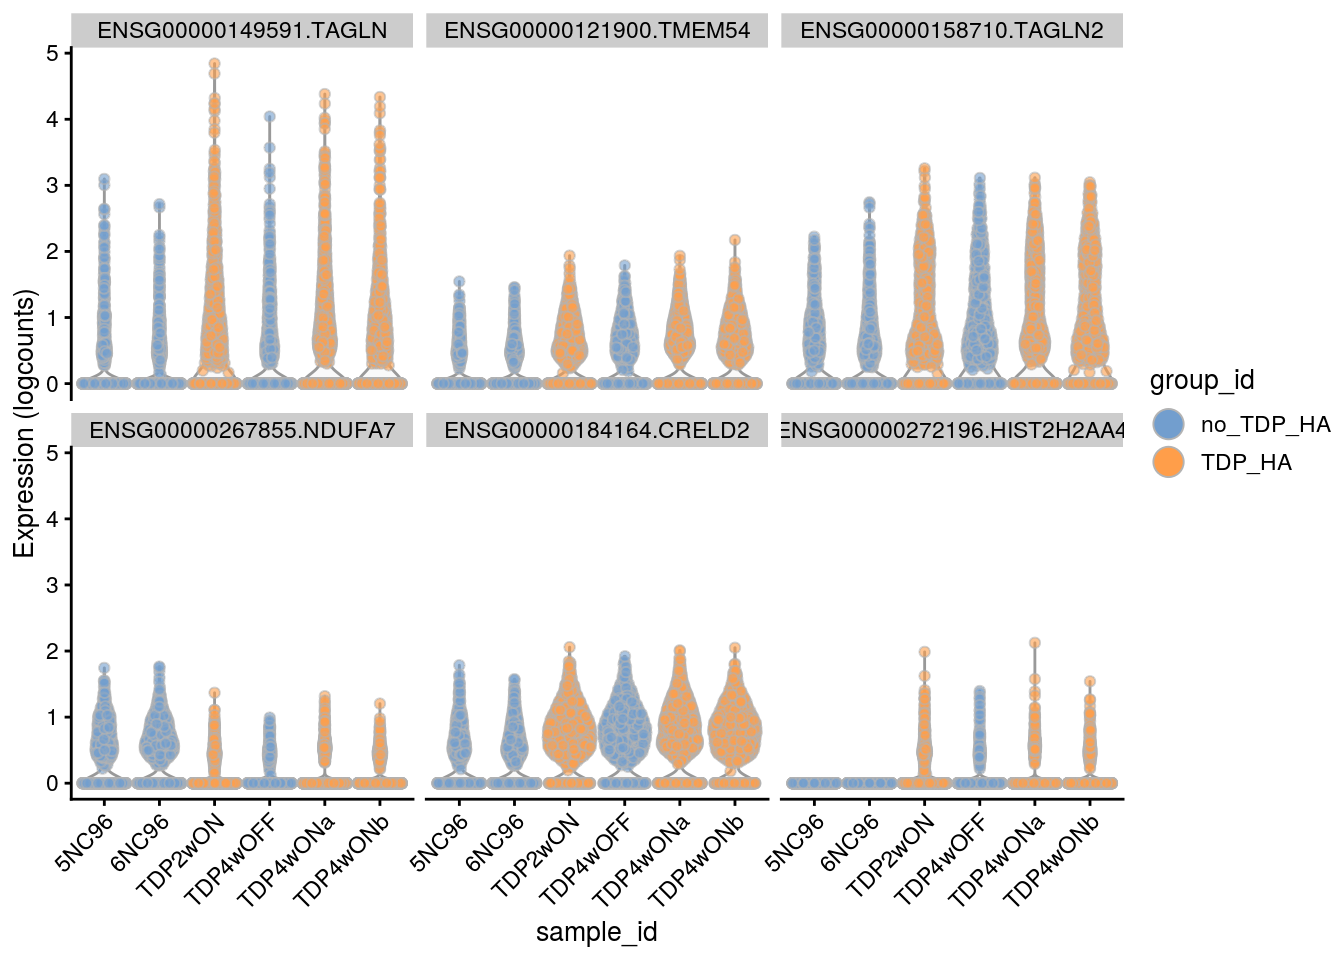 ENSG00000149591.TAGLN
ENSG00000121900.TMEM54
ENSG00000158710.TAGLN2
5
4
3
2
1
0
ENSG00000267855.NDUFA7
ENSG00000184164.CRELD2
ENSG00000272196.HIST2H2AA4
5
4
3
2
1
0
Expression (logcounts)
5NC96
6NC96
TDP2wON
TDP4wOFF
TDP4wONa
TDP4wONb
5NC96
6NC96
TDP2wON
TDP4wOFF
TDP4wONa
TDP4wONb
5NC96
6NC96
TDP2wON
TDP4wOFF
TDP4wONa
TDP4wONb
sample_id
group_id
no_TDP_HA
TDP_HA